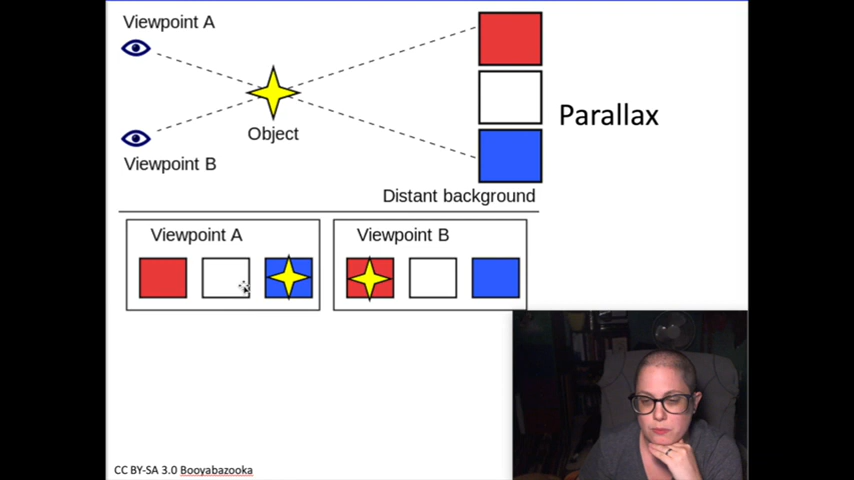 Viewpoint A
Object
Viewpoint B
Distant background
Parallax
Viewpoint A
Viewpoint B
CC BY-SA 3.0 Booyabazooka